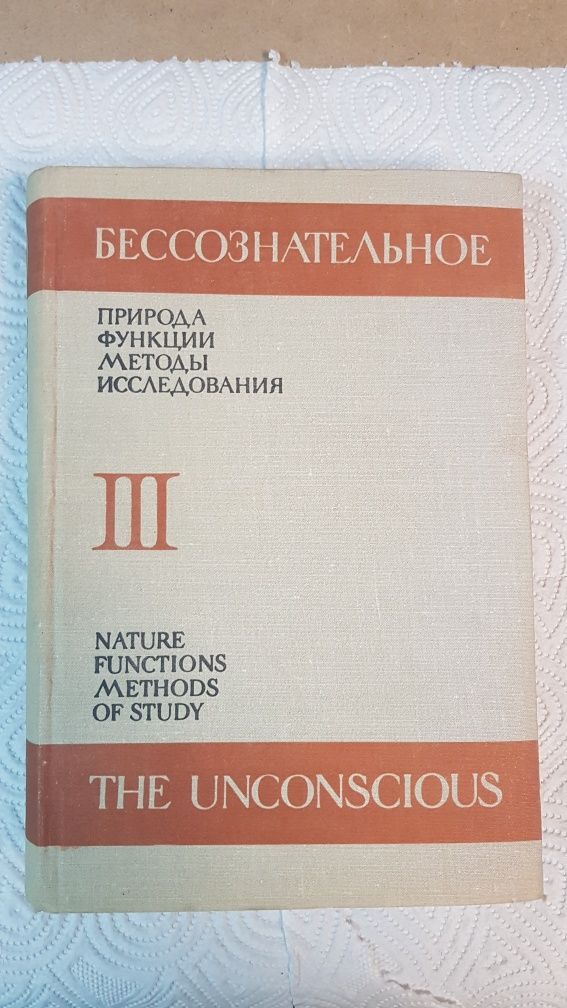 БЕССОЗНАТЕЛЬНОЕ
ПРИРОДА
ФУНКЦИИ
МЕТОДЫ
ИССЛЕДОВАНИЯ
III
NATURE
FUNCTIONS
METHODS
OF STUDY
THE UNCONSCIOUS